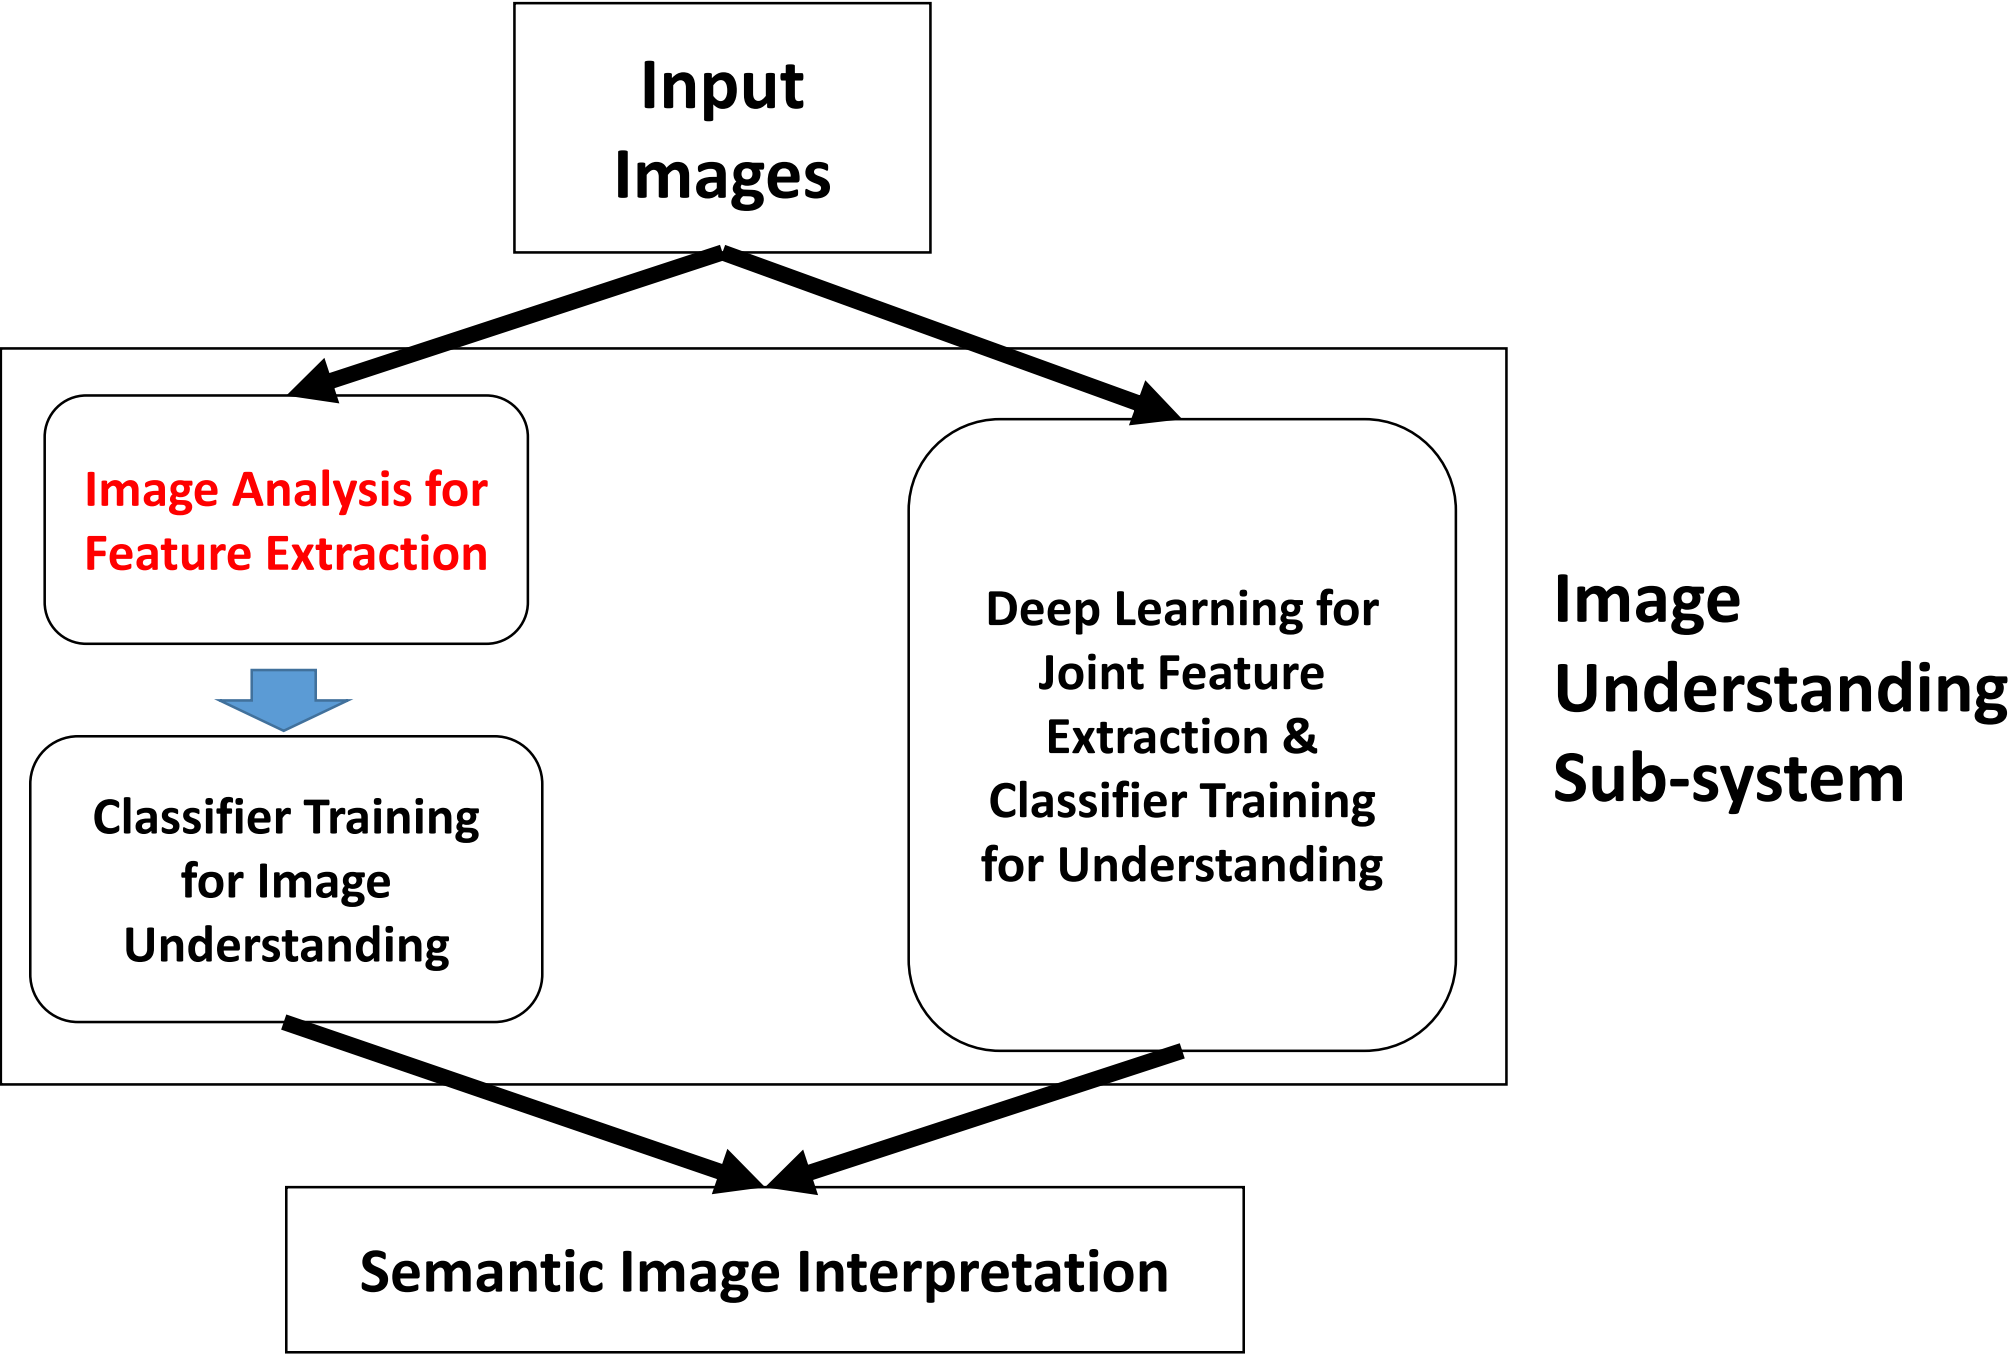 Input
Images
Image Analysis for
Feature Extraction
Classifier Training
for Image
Understanding
Deep Learning for
Joint Feature
Extraction &
Classifier Training
for Understanding
Image
Understanding
Sub-system
Semantic Image Interpretation